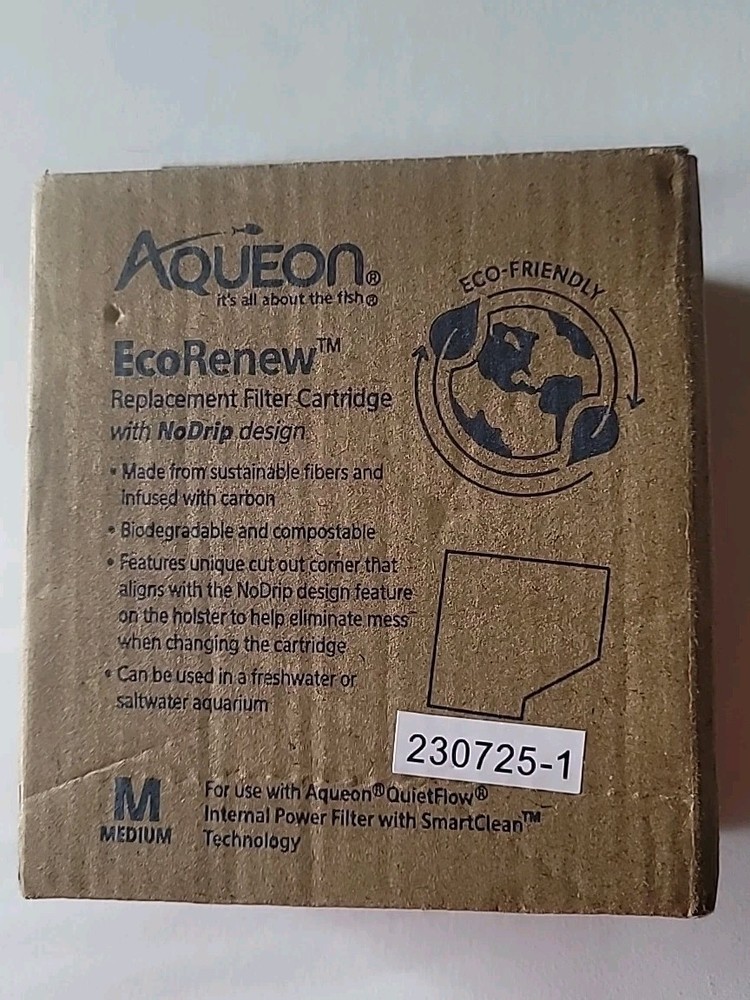 AQUEON®
it's all about the fish®
ECO-FRIENDLY
EcoRenew™
Replacement Filter Cartridge
with NoDrip design
• Made from sustainable fibers and
infused with carbon
• Biodegradable and compostable
• Features unique cut out corner that
aligns with the NoDrip design feature
on the holster to help eliminate mess
when changing the cartridge
• Can be used in a freshwater or
saltwater aquarium
230725-1
M
MEDIUM
For use with Aqueon® QuietFlow®
Internal Power Filter with SmartClean™
Technology